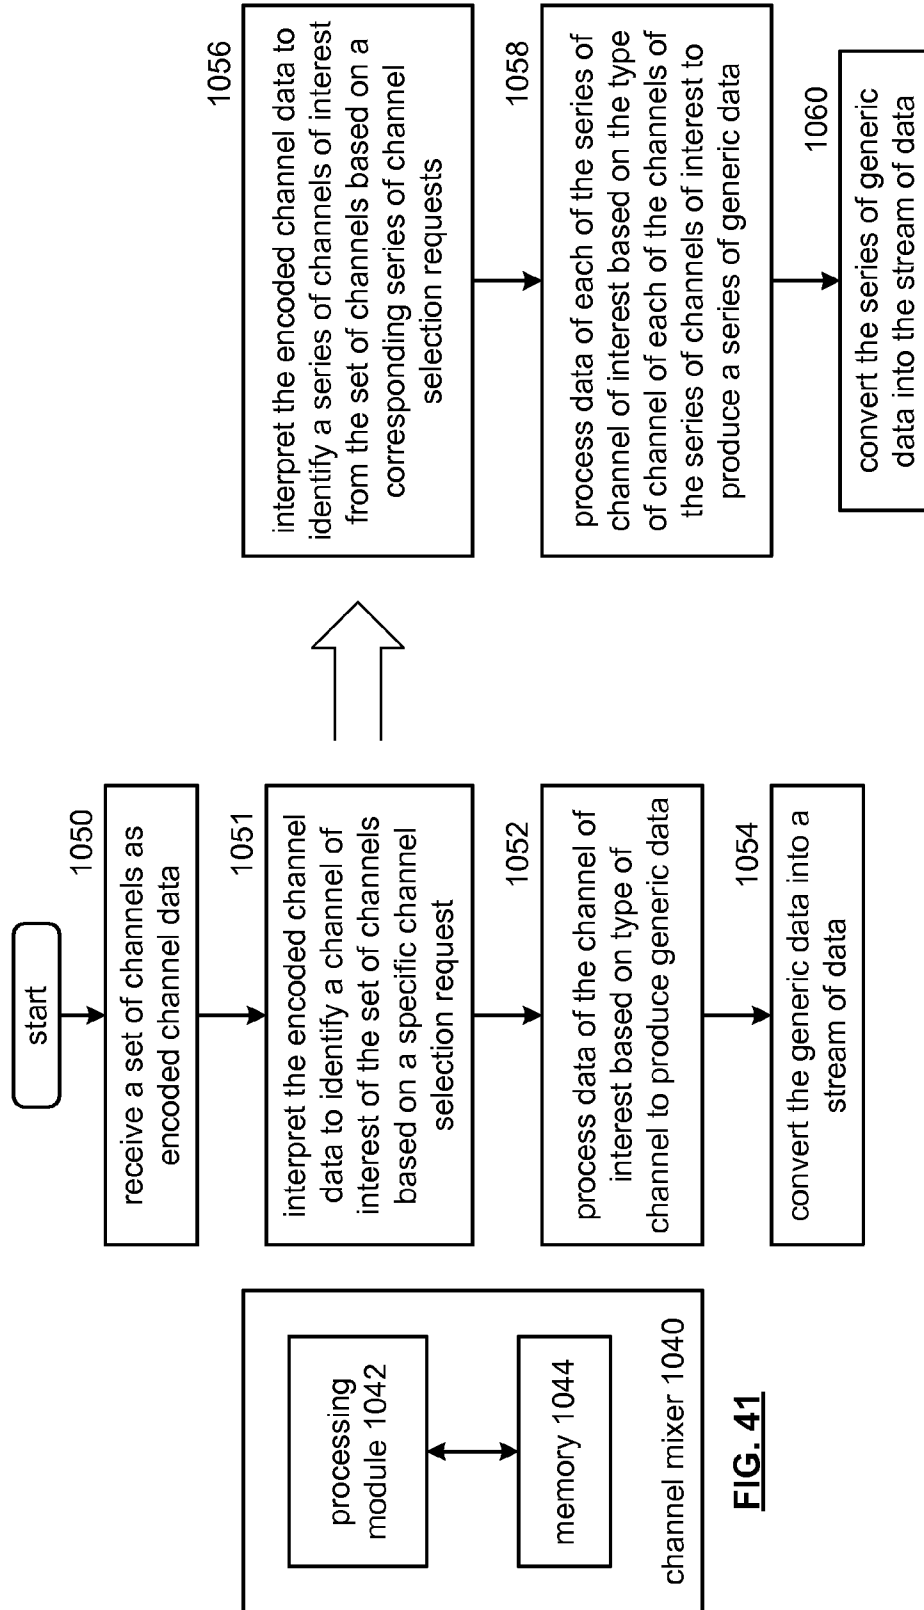 start
1050
receive a set of channels as
encoded channel data
1051
interpret the encoded channel
data to identify a channel of
interest of the set of channels
based on a specific channel
selection request
1052
process data of the channel of
interest based on type of
channel to produce generic data
1054
convert the generic data into a
stream of data
1056
interpret the encoded channel data to
identify a series of channels of interest
from the set of channels based on a
corresponding series of channel
selection requests
1058
process data of each of the series of
channel of interest based on the type
of channel of each of the channels of
the series of channels of interest to
produce a series of generic data
1060
convert the series of generic
data into the stream of data
processing
module 1042
memory 1044
channel mixer 1040
FIG. 41